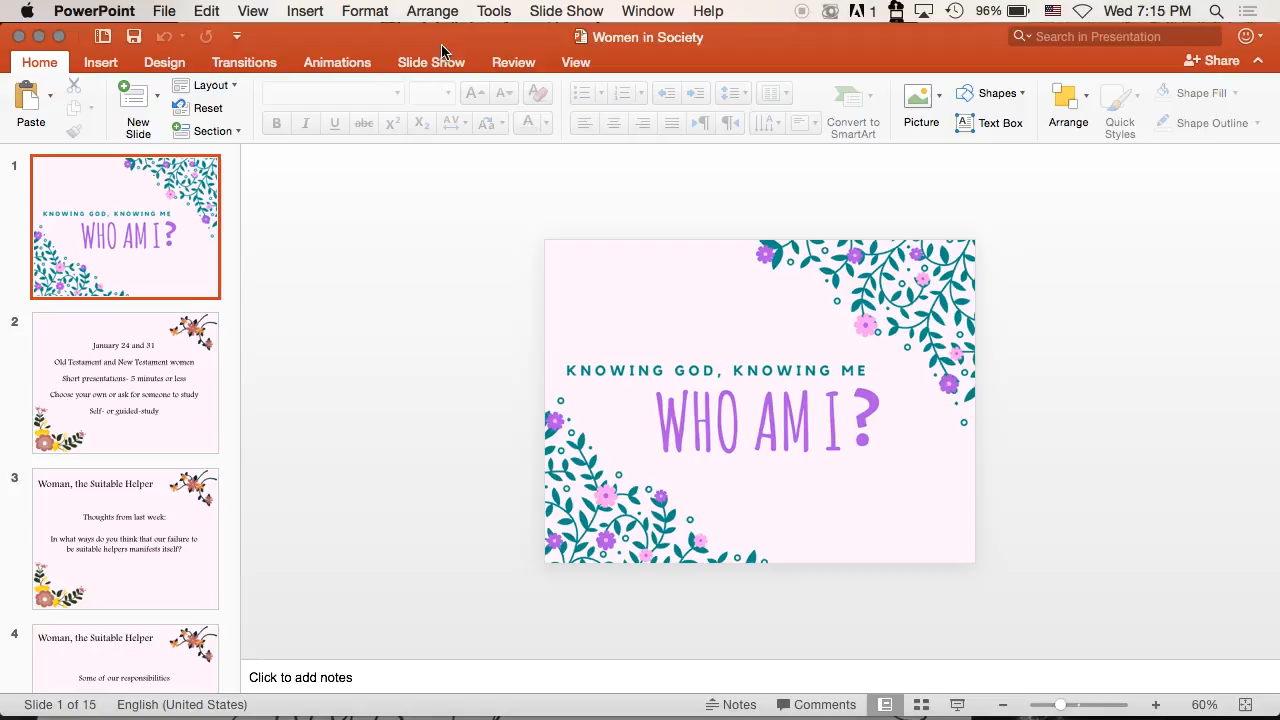 PowerPoint File Edit View Insert Format Arrange Tools Slide Show Window Help 1 96% Wed 7:15 PM
Women in Society
Search in Presentation
Home Insert Design Transitions Animations Slide Show Review View Share
Paste
New Slide
Layout
Reset
Section
B I U abc X² X₂ AV Aa A
Convert to SmartArt
Picture
Shapes
Text Box
Arrange
Quick Styles
Shape Fill
Shape Outline
1
KNOWING GOD, KNOWING ME
WHO AM I?
2
January 24 and 31
Old Testament and New Testament women
Short presentations- 5 minutes or less
Choose your own or ask for someone to study
Self- or guided-study
3
Woman, the Suitable Helper
Thoughts from last week:
In what ways do you think that our failure to
be suitable helpers manifests itself?
4
Woman, the Suitable Helper
Some of our responsibilities
KNOWING GOD, KNOWING ME
WHO AM I?
Click to add notes
Slide 1 of 15 English (United States) Notes Comments 60%